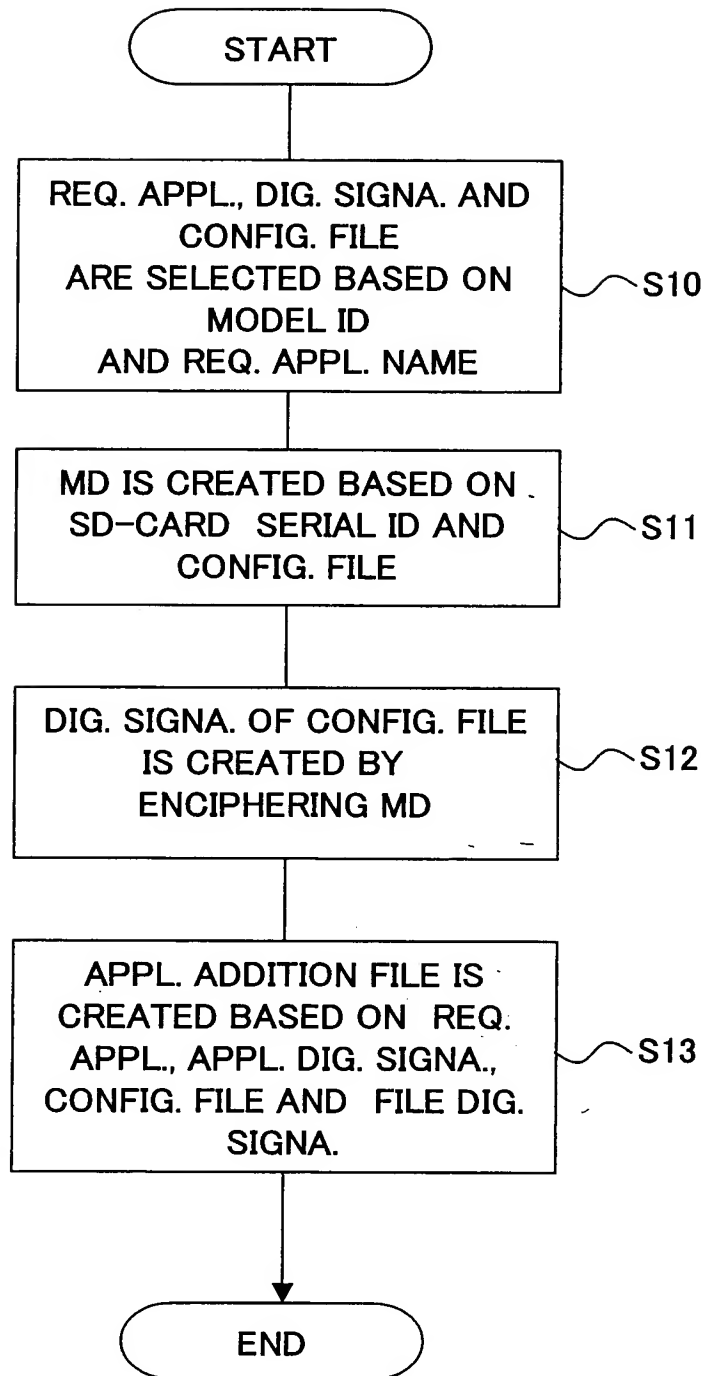 START
REQ. APPL., DIG. SIGNA. AND
CONFIG. FILE
ARE SELECTED BASED ON
MODEL ID
AND REQ. APPL. NAME
S10
MD IS CREATED BASED ON
SD-CARD SERIAL ID AND
CONFIG. FILE
S11
DIG. SIGNA. OF CONFIG. FILE
IS CREATED BY
ENCIPHERING MD
S12
APPL. ADDITION FILE IS
CREATED BASED ON REQ.
APPL., APPL. DIG. SIGNA.,
CONFIG. FILE AND FILE DIG.
SIGNA.
S13
END